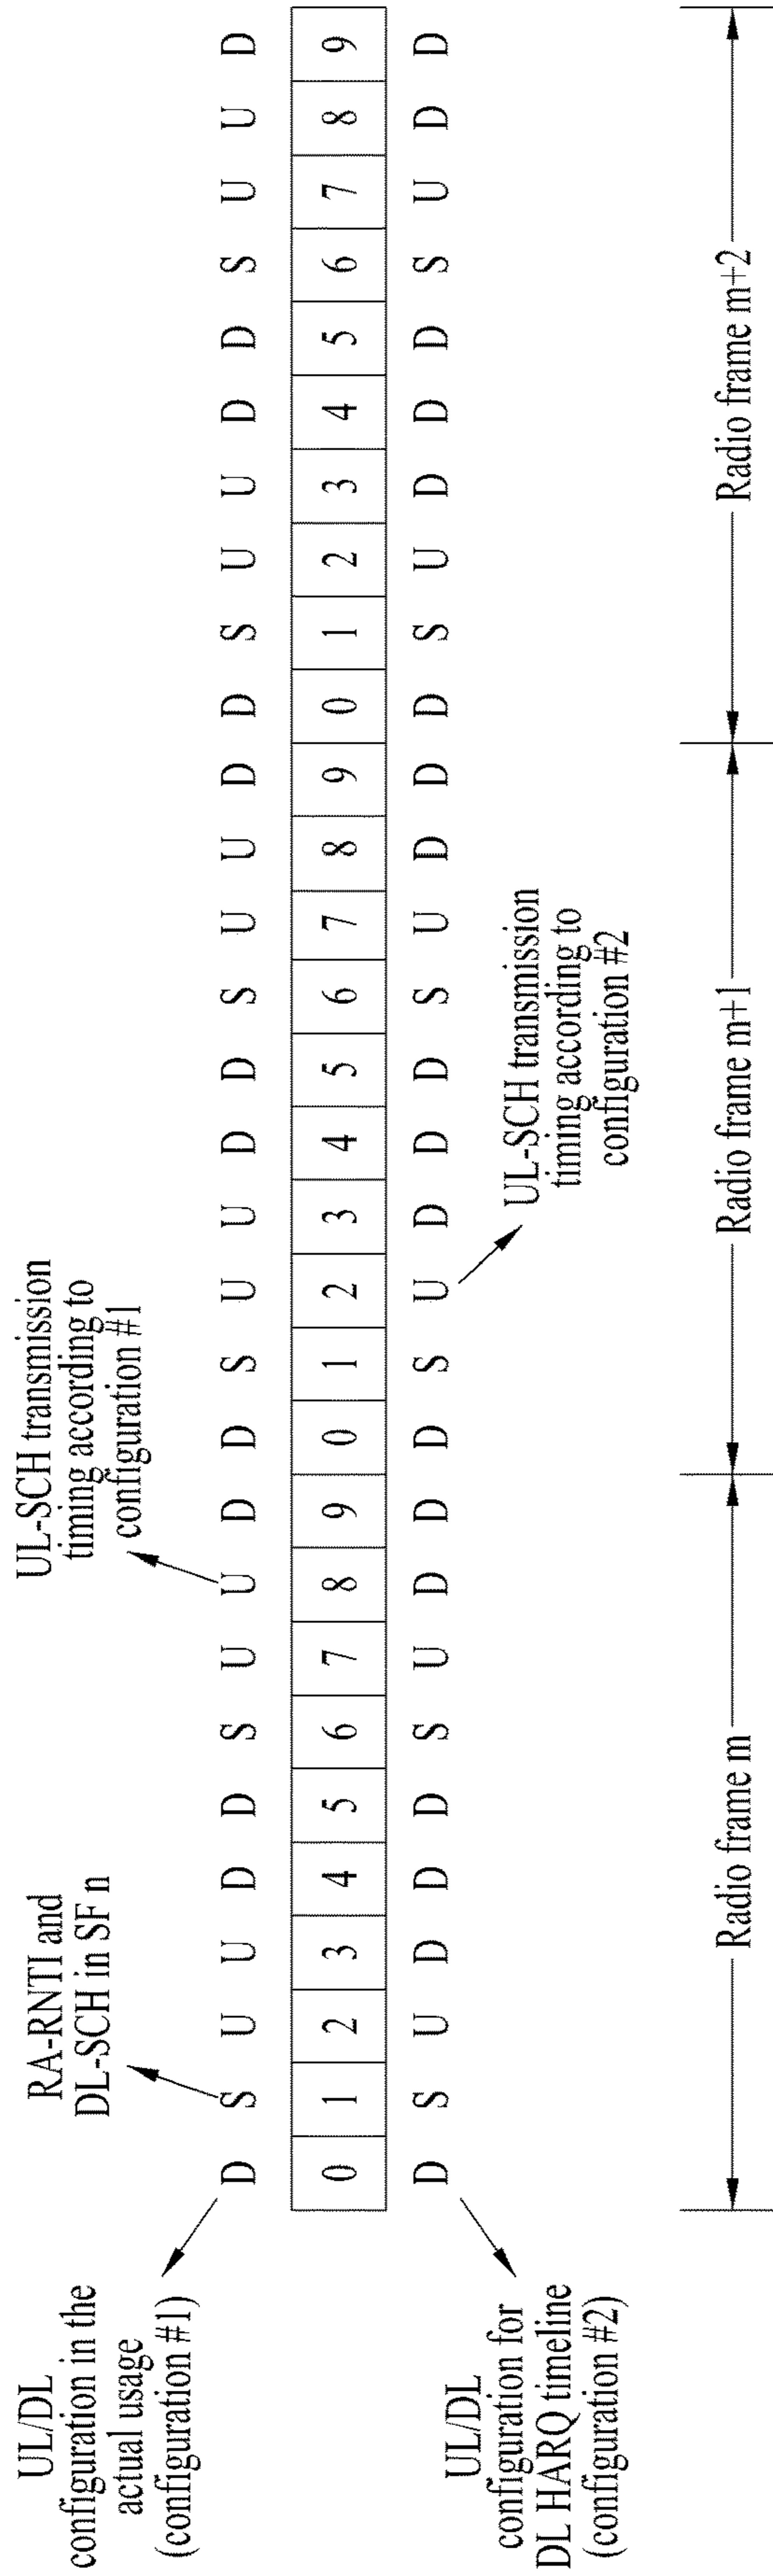 RA-RNTI and
DL-SCH in SF n
UL-SCH transmission
timing according to
configuration #1
UL/DL
configuration in the
actual usage
(configuration #1)
D S U U D D S U U D D S U U D D S U U D D S U U D D S U U D
0 1 2 3 4 5 6 7 8 9 0 1 2 3 4 5 6 7 8 9 0 1 2 3 4 5 6 7 8 9
D S U D D D S U D D D S U D D D S U D D D S U D D D S U D D
UL/DL
configuration for
DL HARQ timeline
(configuration #2)
UL-SCH transmission
timing according to
configuration #2
Radio frame m
Radio frame m+1
Radio frame m+2